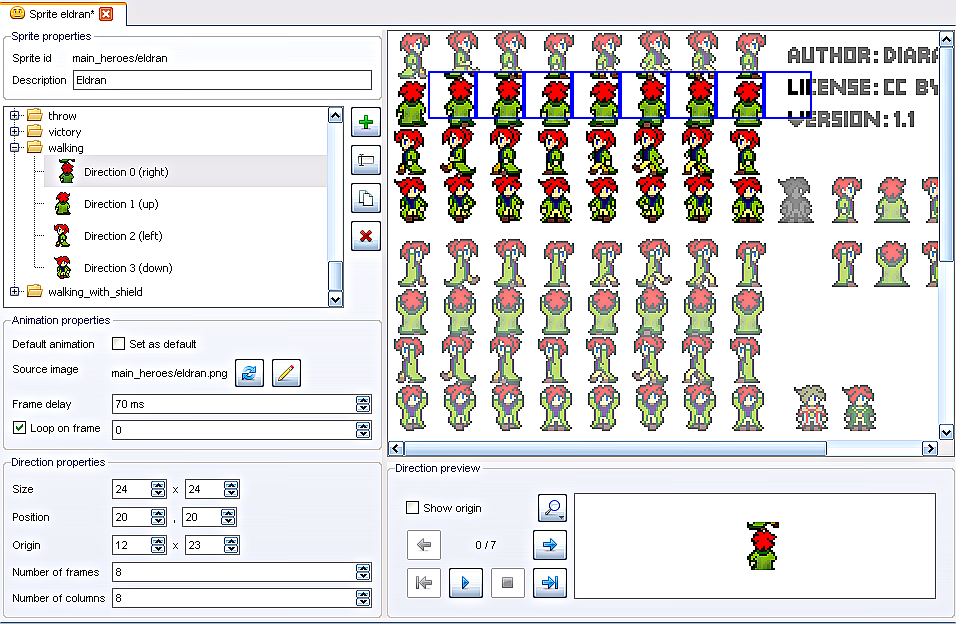 Sprite eldran*
Sprite properties
Sprite id main_heroes/eldran
Description Eldran
throw
victory
walking
Direction 0 (right)
Direction 1 (up)
Direction 2 (left)
Direction 3 (down)
walking_with_shield
Animation properties
Default animation Set as default
Source image main_heroes/eldran.png
Frame delay 70 ms
Loop on frame 0
Direction properties
Size 24 x 24
Position 20 , 20
Origin 12 x 23
Number of frames 8
Number of columns 8
AUTHOR: DIARA
LICENSE: CC BY
VERSION: 1.1
Direction preview
Show origin
0 / 7